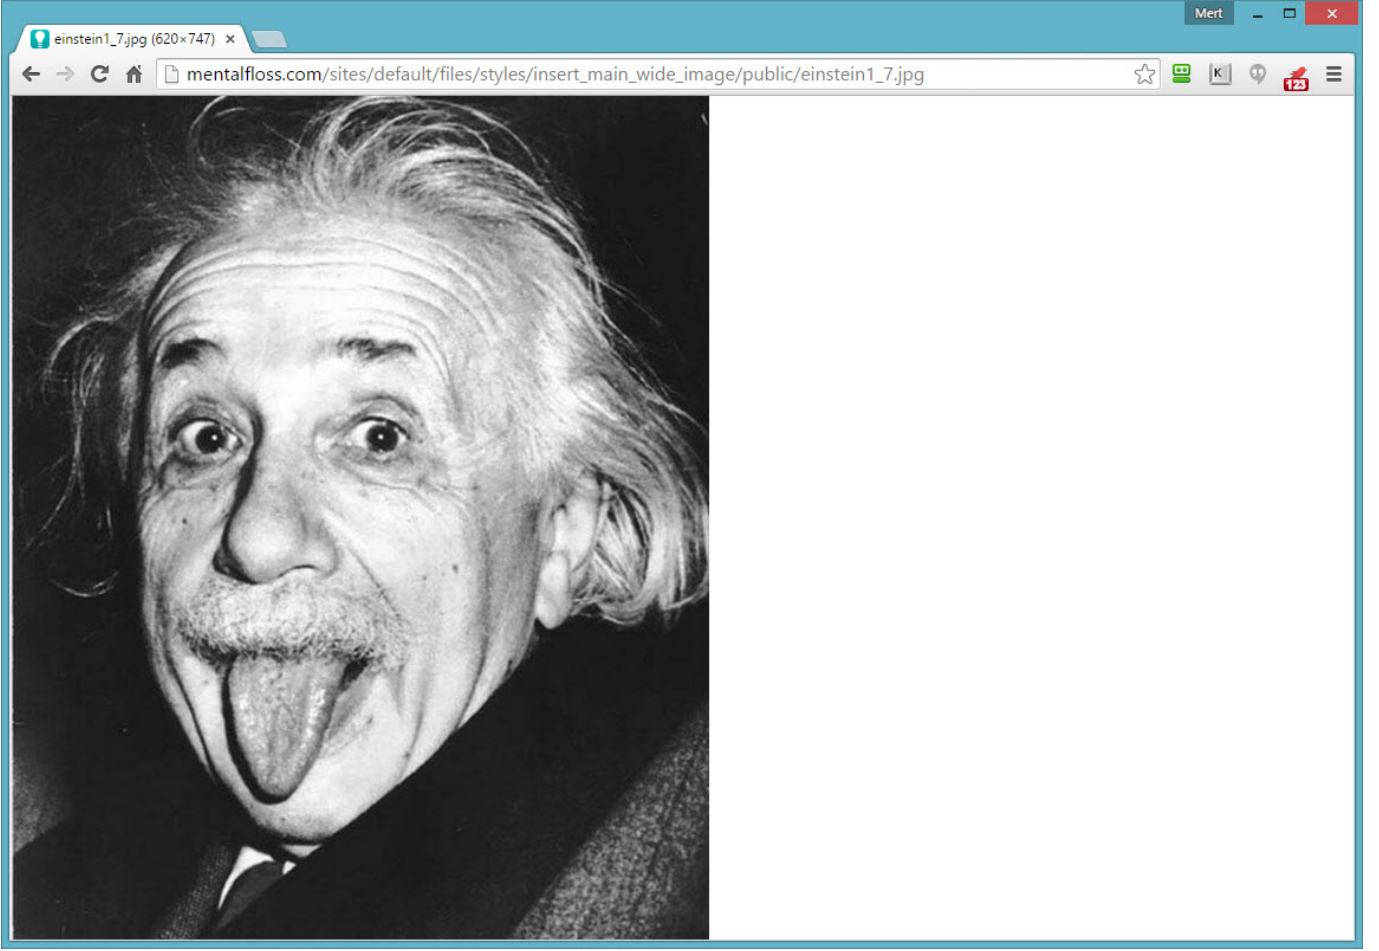 Mert
einstein1_7.jpg (620×747)
mentalfloss.com/sites/default/files/styles/insert_main_wide_image/public/einstein1_7.jpg
K
123